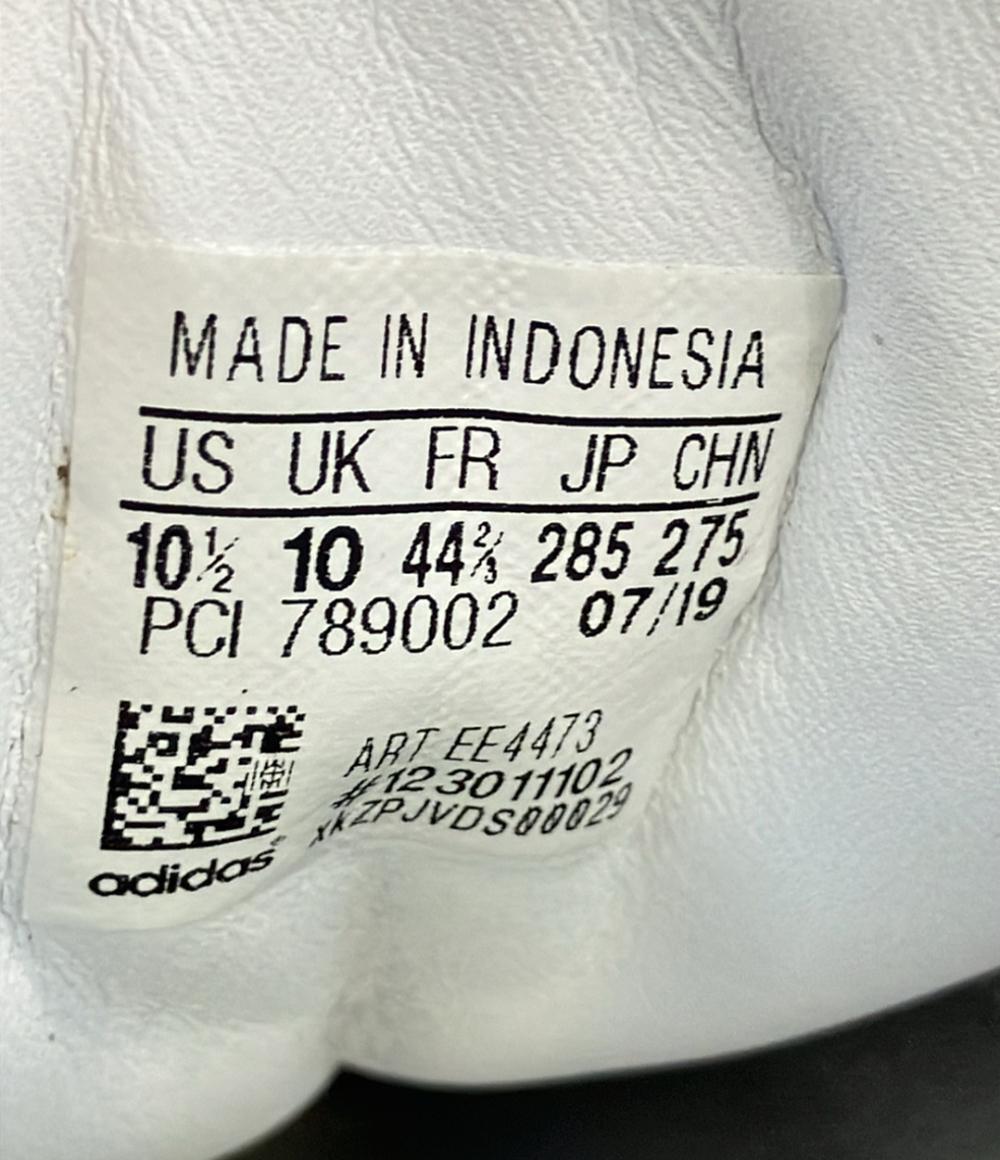 MADE IN INDONESIA
US UK FR JP CHN
10½ 10 44⅔ 285 275
PCI 789002 07/19
ART EE4473
#123011102
XKZPJVDS00029
adidas